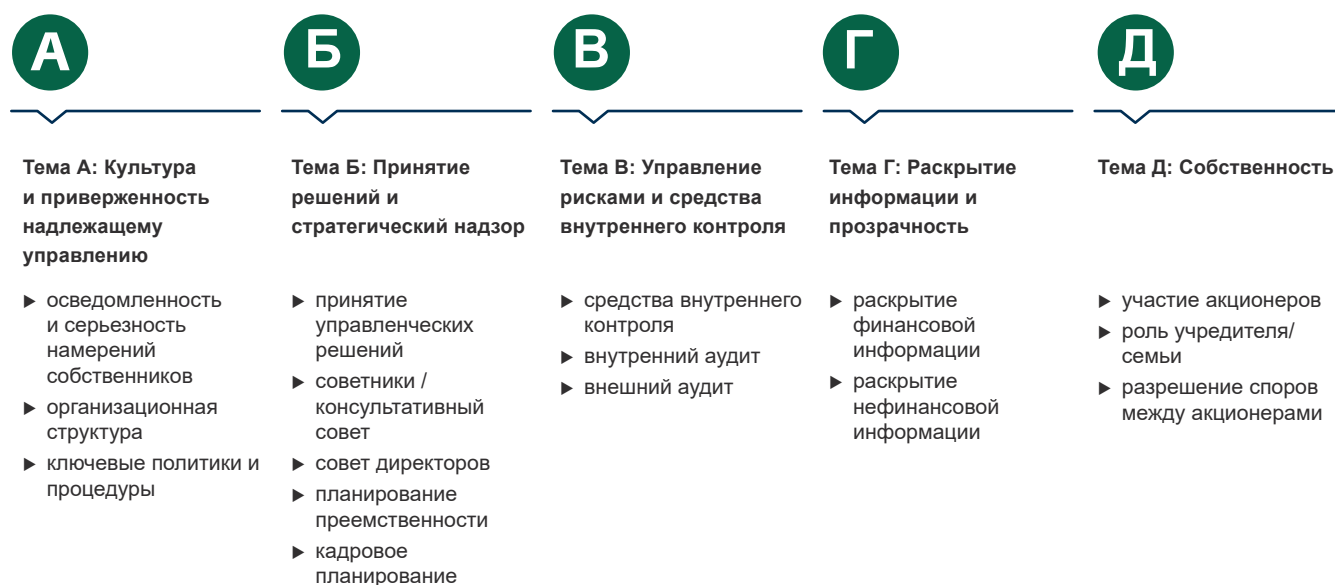 А
Тема А: Культура
и приверженность
надлежащему
управлению
► осведомленность
и серьезность
намерений
собственников
► организационная
структура
► ключевые политики и
процедуры
Б
Тема Б: Принятие
решений и
стратегический надзор
► принятие
управленческих
решений
► советники /
консультативный
совет
► совет директоров
► планирование
преемственности
► кадровое
планирование
В
Тема В: Управление
рисками и средства
внутреннего контроля
► средства внутреннего
контроля
► внутренний аудит
► внешний аудит
Г
Тема Г: Раскрытие
информации и
прозрачность
► раскрытие
финансовой
информации
► раскрытие
нефинансовой
информации
Д
Тема Д: Собственность
► участие акционеров
► роль учредителя/
семьи
► разрешение споров
между акционерами